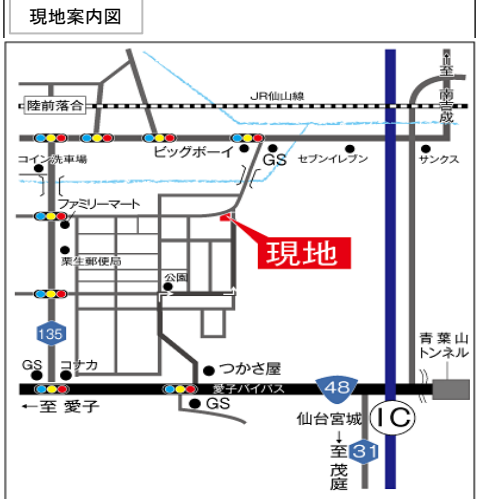 現地案内図
至 南吉成
JR仙山線
陸前落合
ビッグボーイ
GS
セブンイレブン
サンクス
コイン洗車場
ファミリーマート
現地
栗生郵便局
公園
135
青葉山
トンネル
GS
コナカ
つかさ屋
愛子バイパス
48
←至 愛子
GS
仙台宮城
IC
→至 茂庭
31